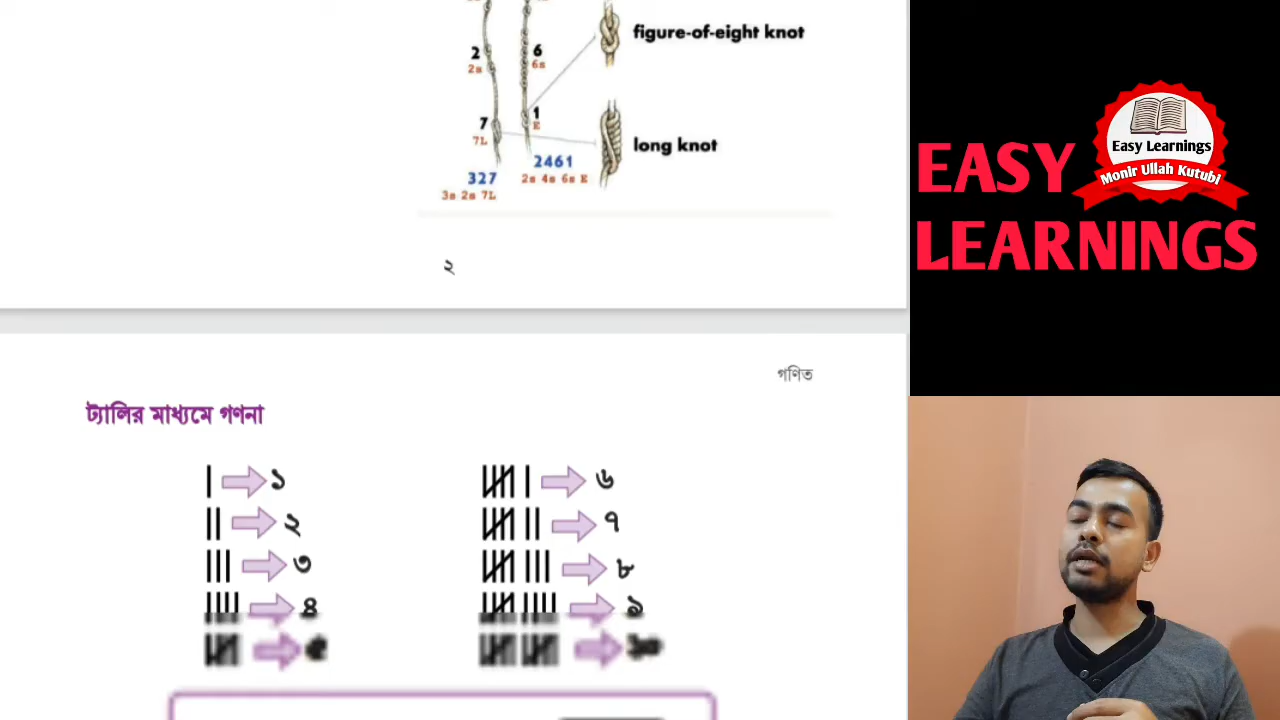 figure-of-eight knot
2
2s
6
6s
1
E
7
7L
long knot
2461
2s 4s 6s E
327
3s 2s 7L
২
গণিত
ট্যালির মাধ্যমে গণনা
১
৬
২
৭
৩
৮
৪
৯
৫
১০
EASY
LEARNINGS
Easy Learnings
Monir Ullah Kutubi